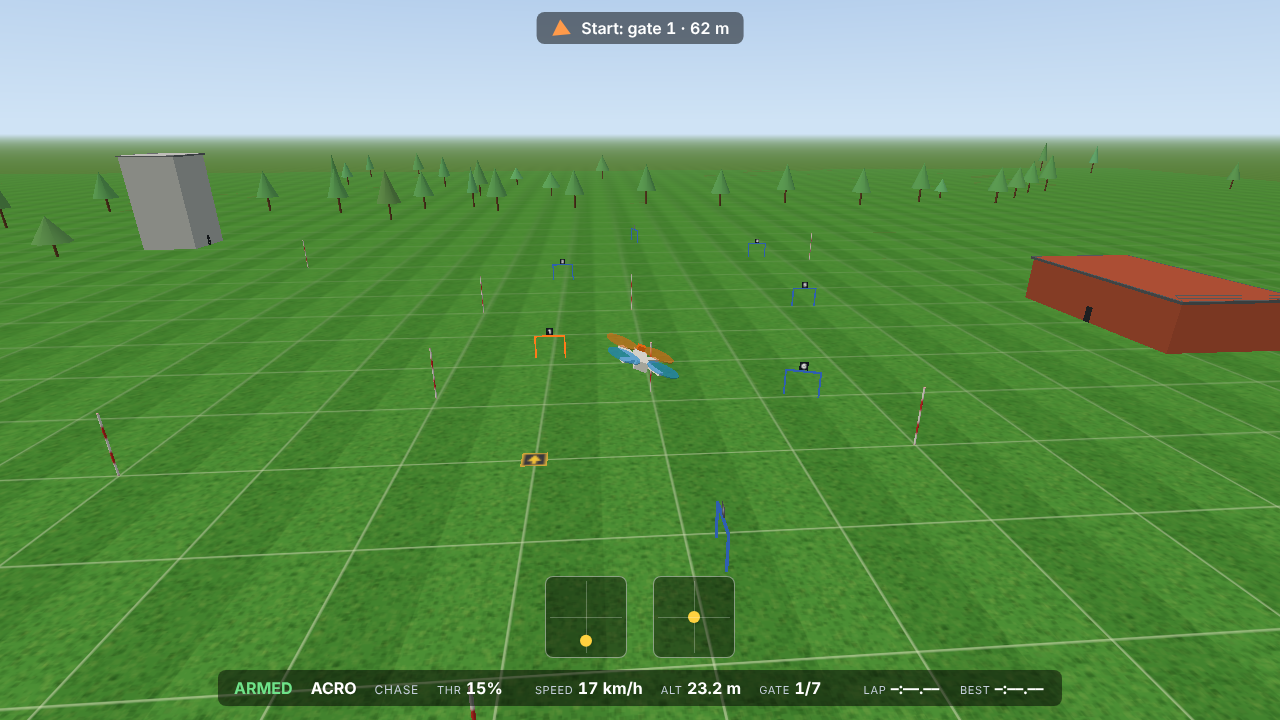 Start: gate 1 · 62 m
ARMED ACRO CHASE THR 15% SPEED 17 km/h ALT 23.2 m GATE 1/7 LAP –:––.–– BEST –:––.––